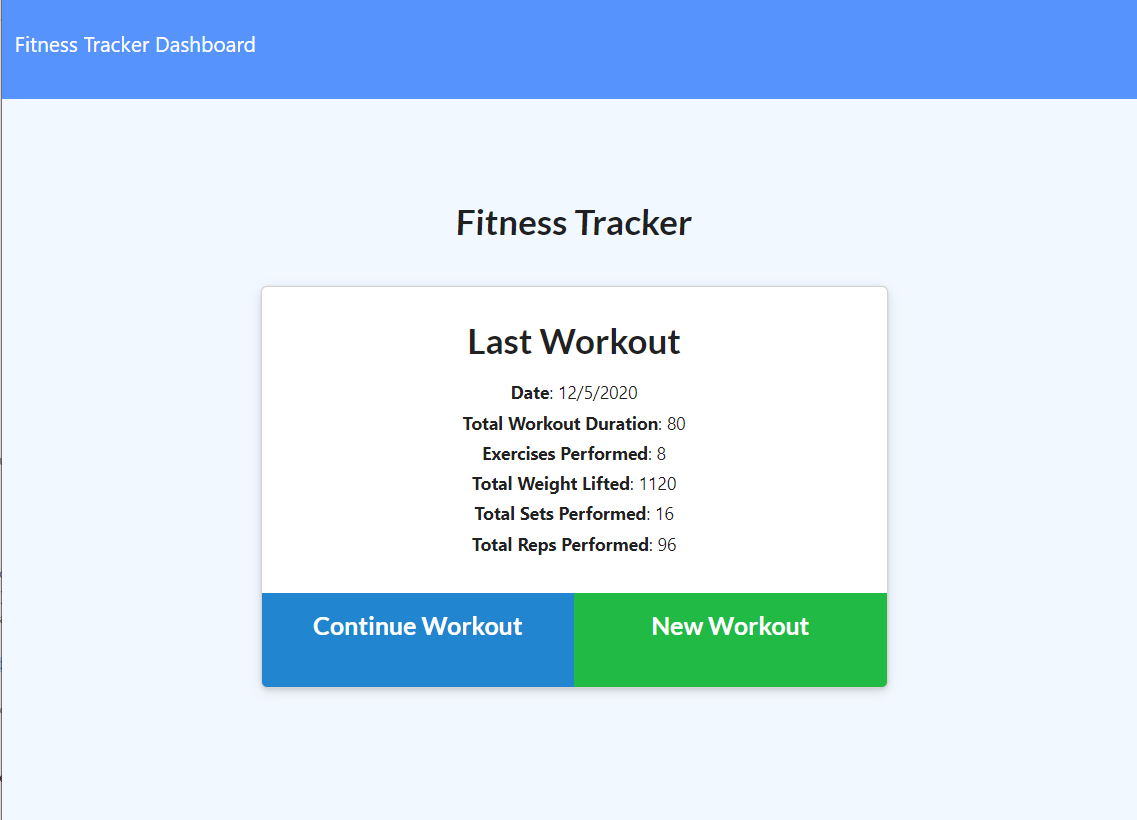 Fitness Tracker Dashboard
Fitness Tracker
Last Workout
Date: 12/5/2020
Total Workout Duration: 80
Exercises Performed: 8
Total Weight Lifted: 1120
Total Sets Performed: 16
Total Reps Performed: 96
Continue Workout
New Workout